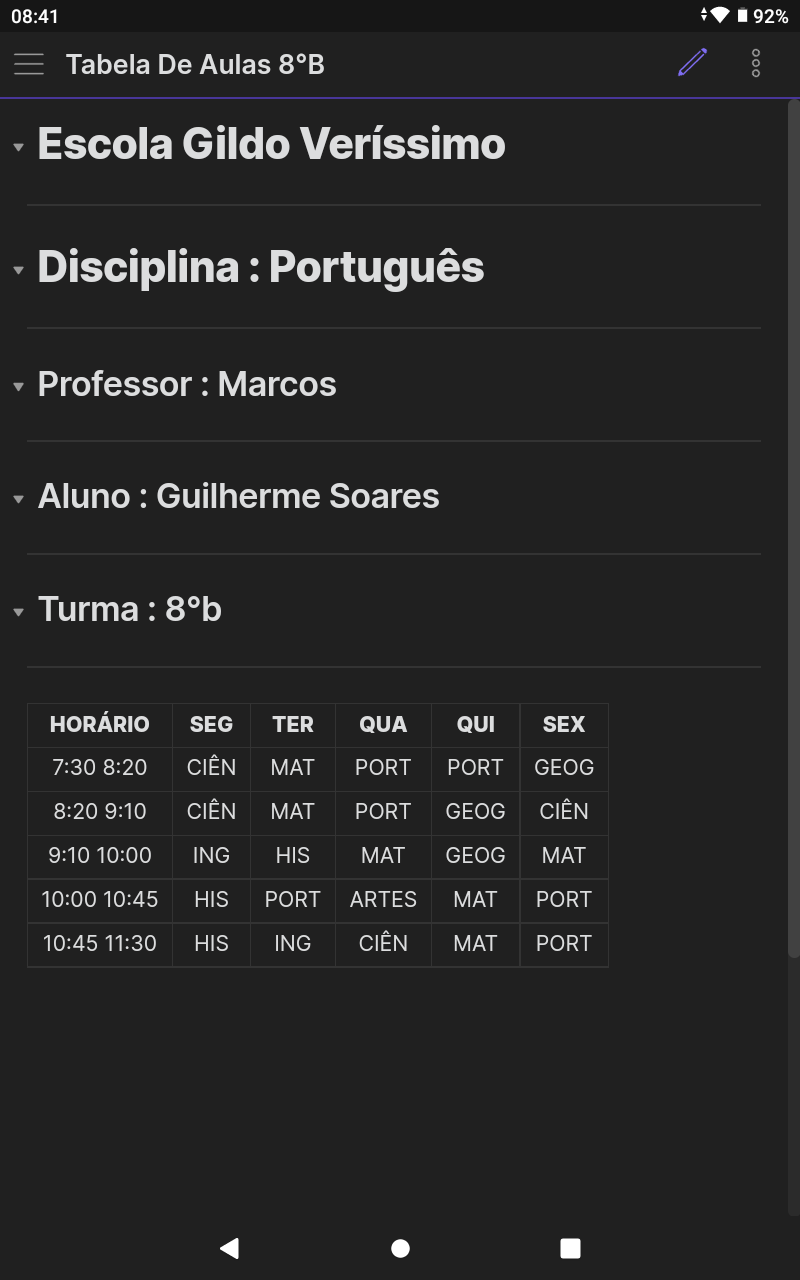 08:41 92%
Tabela De Aulas 8°B
Escola Gildo Veríssimo
Disciplina : Português
Professor : Marcos
Aluno : Guilherme Soares
Turma : 8°b
HORÁRIO SEG TER QUA QUI SEX
7:30 8:20 CIÊN MAT PORT PORT GEOG
8:20 9:10 CIÊN MAT PORT GEOG CIÊN
9:10 10:00 ING HIS MAT GEOG MAT
10:00 10:45 HIS PORT ARTES MAT PORT
10:45 11:30 HIS ING CIÊN MAT PORT